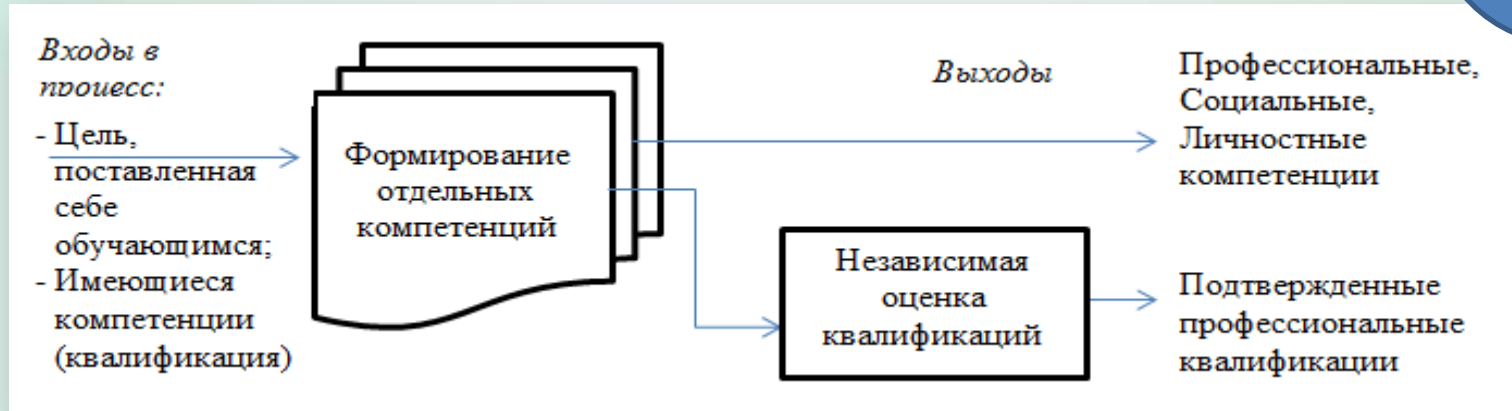 Входы в
процесс:
- Цель,
поставленная
себе
обучающимся;
- Имеющиеся
компетенции
(квалификация)
Формирование
отдельных
компетенций
Выходы
Независимая
оценка
квалификаций
Профессиональные,
Социальные,
Личностные
компетенции
Подтвержденные
профессиональные
квалификации